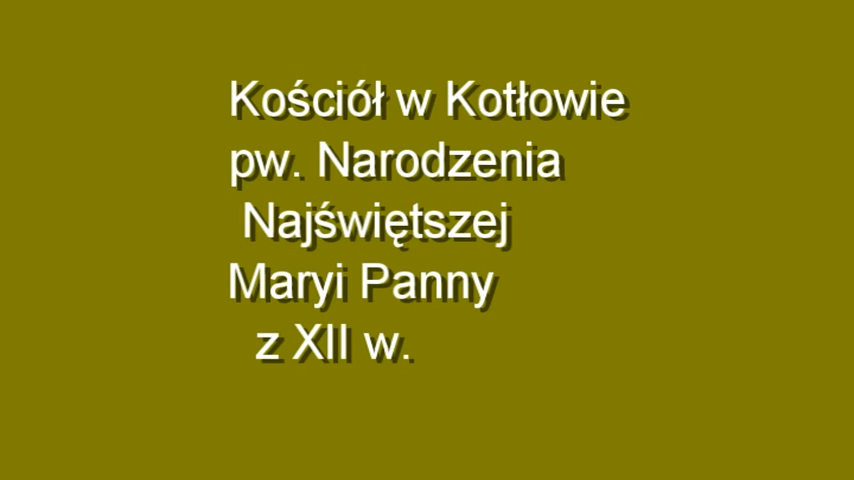 Kościół w Kotłowie
pw. Narodzenia
Najświętszej
Maryi Panny
z XII w.